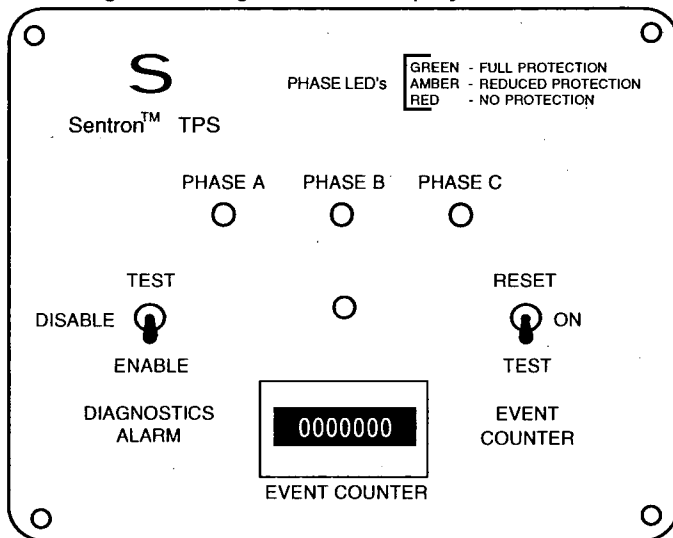 S
Sentron™ TPS
PHASE LED's
GREEN - FULL PROTECTION
AMBER - REDUCED PROTECTION
RED - NO PROTECTION
PHASE A PHASE B PHASE C
TEST
DISABLE
ENABLE
DIAGNOSTICS
ALARM
RESET
ON
TEST
EVENT
COUNTER
0000000
EVENT COUNTER